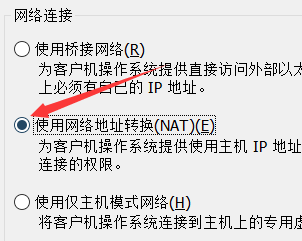 网络连接
使用桥接网络(R)
为客户机操作系统提供直接访问外部以太
上必须有自己的 IP 地址。
使用网络地址转换(NAT)(E)
为客户机操作系统提供使用主机 IP 地址
连接的权限。
使用仅主机模式网络(H)
将客户机操作系统连接到主机上的专用虚